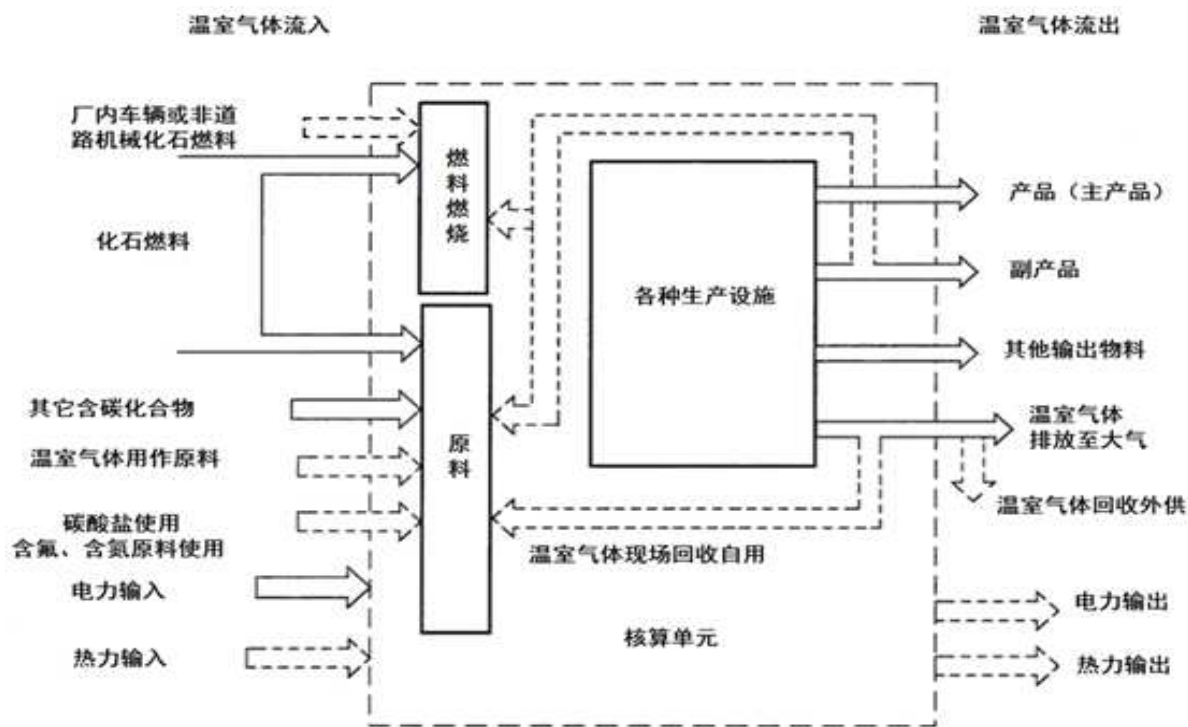 温室气体流入
温室气体流出
厂内车辆或非道
路机械化石燃料
化石燃料
其它含碳化合物
温室气体用作原料
碳酸盐使用
含氟、含氮原料使用
电力输入
热力输入
燃
料
燃
烧
原
料
各种生产设施
温室气体现场回收自用
核算单元
产品（主产品）
副产品
其他输出物料
温室气体
排放至大气
温室气体回收外供
电力输出
热力输出